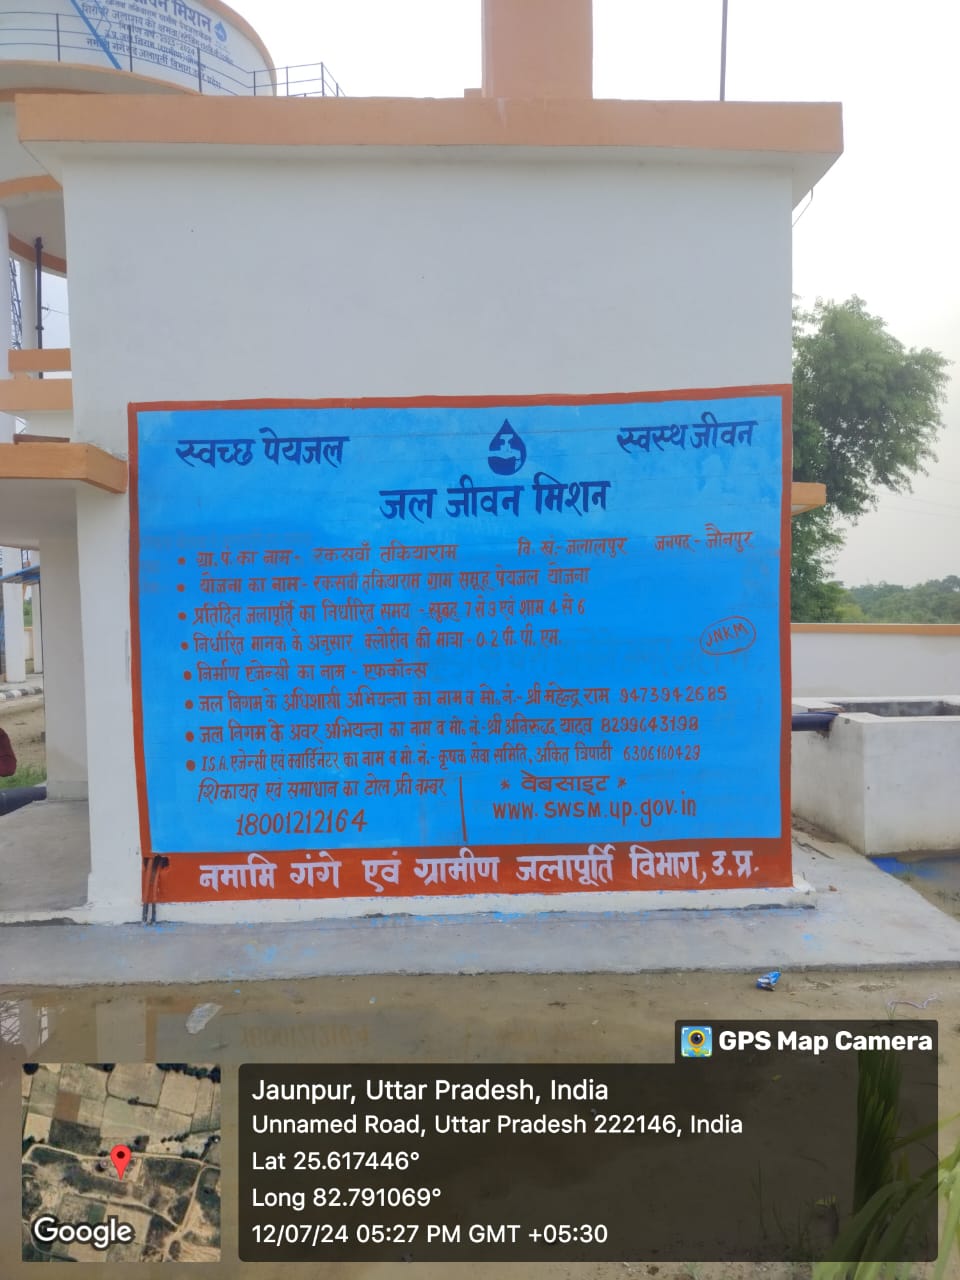 वन मिशन
स्वच्छ पेयजल
स्वस्थ जीवन
जल जीवन मिशन
• ग्रा. पं. का नाम- रकसवाँ तकियाराम वि. खं.- जलालपुर जनपद- जौनपुर
• योजना का नाम- रकसवाँ तकियाराम ग्राम समूह पेयजल योजना
• प्रतिदिन जलापूर्ति का निर्धारित समय - सुबह 7 से 9 एवं शाम 4 से 6
• निर्धारित मानक के अनुसार क्लोरीन की मात्रा- 0.2 पी. पी. एम.
JNKM
• निर्माण एजेन्सी का नाम - एफकॉन्स
• जल निगम के अधिशासी अभियन्ता का नाम व मो. नं.- श्री महेन्द्र राम 9473942685
• जल निगम के अवर अभियन्ता का नाम व मो. नं.- श्री अनिरुद्ध यादव 8299643198
• I.S.A. एजेन्सी एवं क्वार्डिनेटर का नाम व मो. नं.- कृषक सेवा समिति, अंकित त्रिपाठी 6306160429
शिकायत एवं समाधान का टोल फ्री नम्बर
18001212164
* वेबसाइट *
www.swsm.up.gov.in
नमामि गंगे एवं ग्रामीण जलापूर्ति विभाग, उ.प्र.
GPS Map Camera
Jaunpur, Uttar Pradesh, India
Unnamed Road, Uttar Pradesh 222146, India
Lat 25.617446°
Long 82.791069°
12/07/24 05:27 PM GMT +05:30
Google